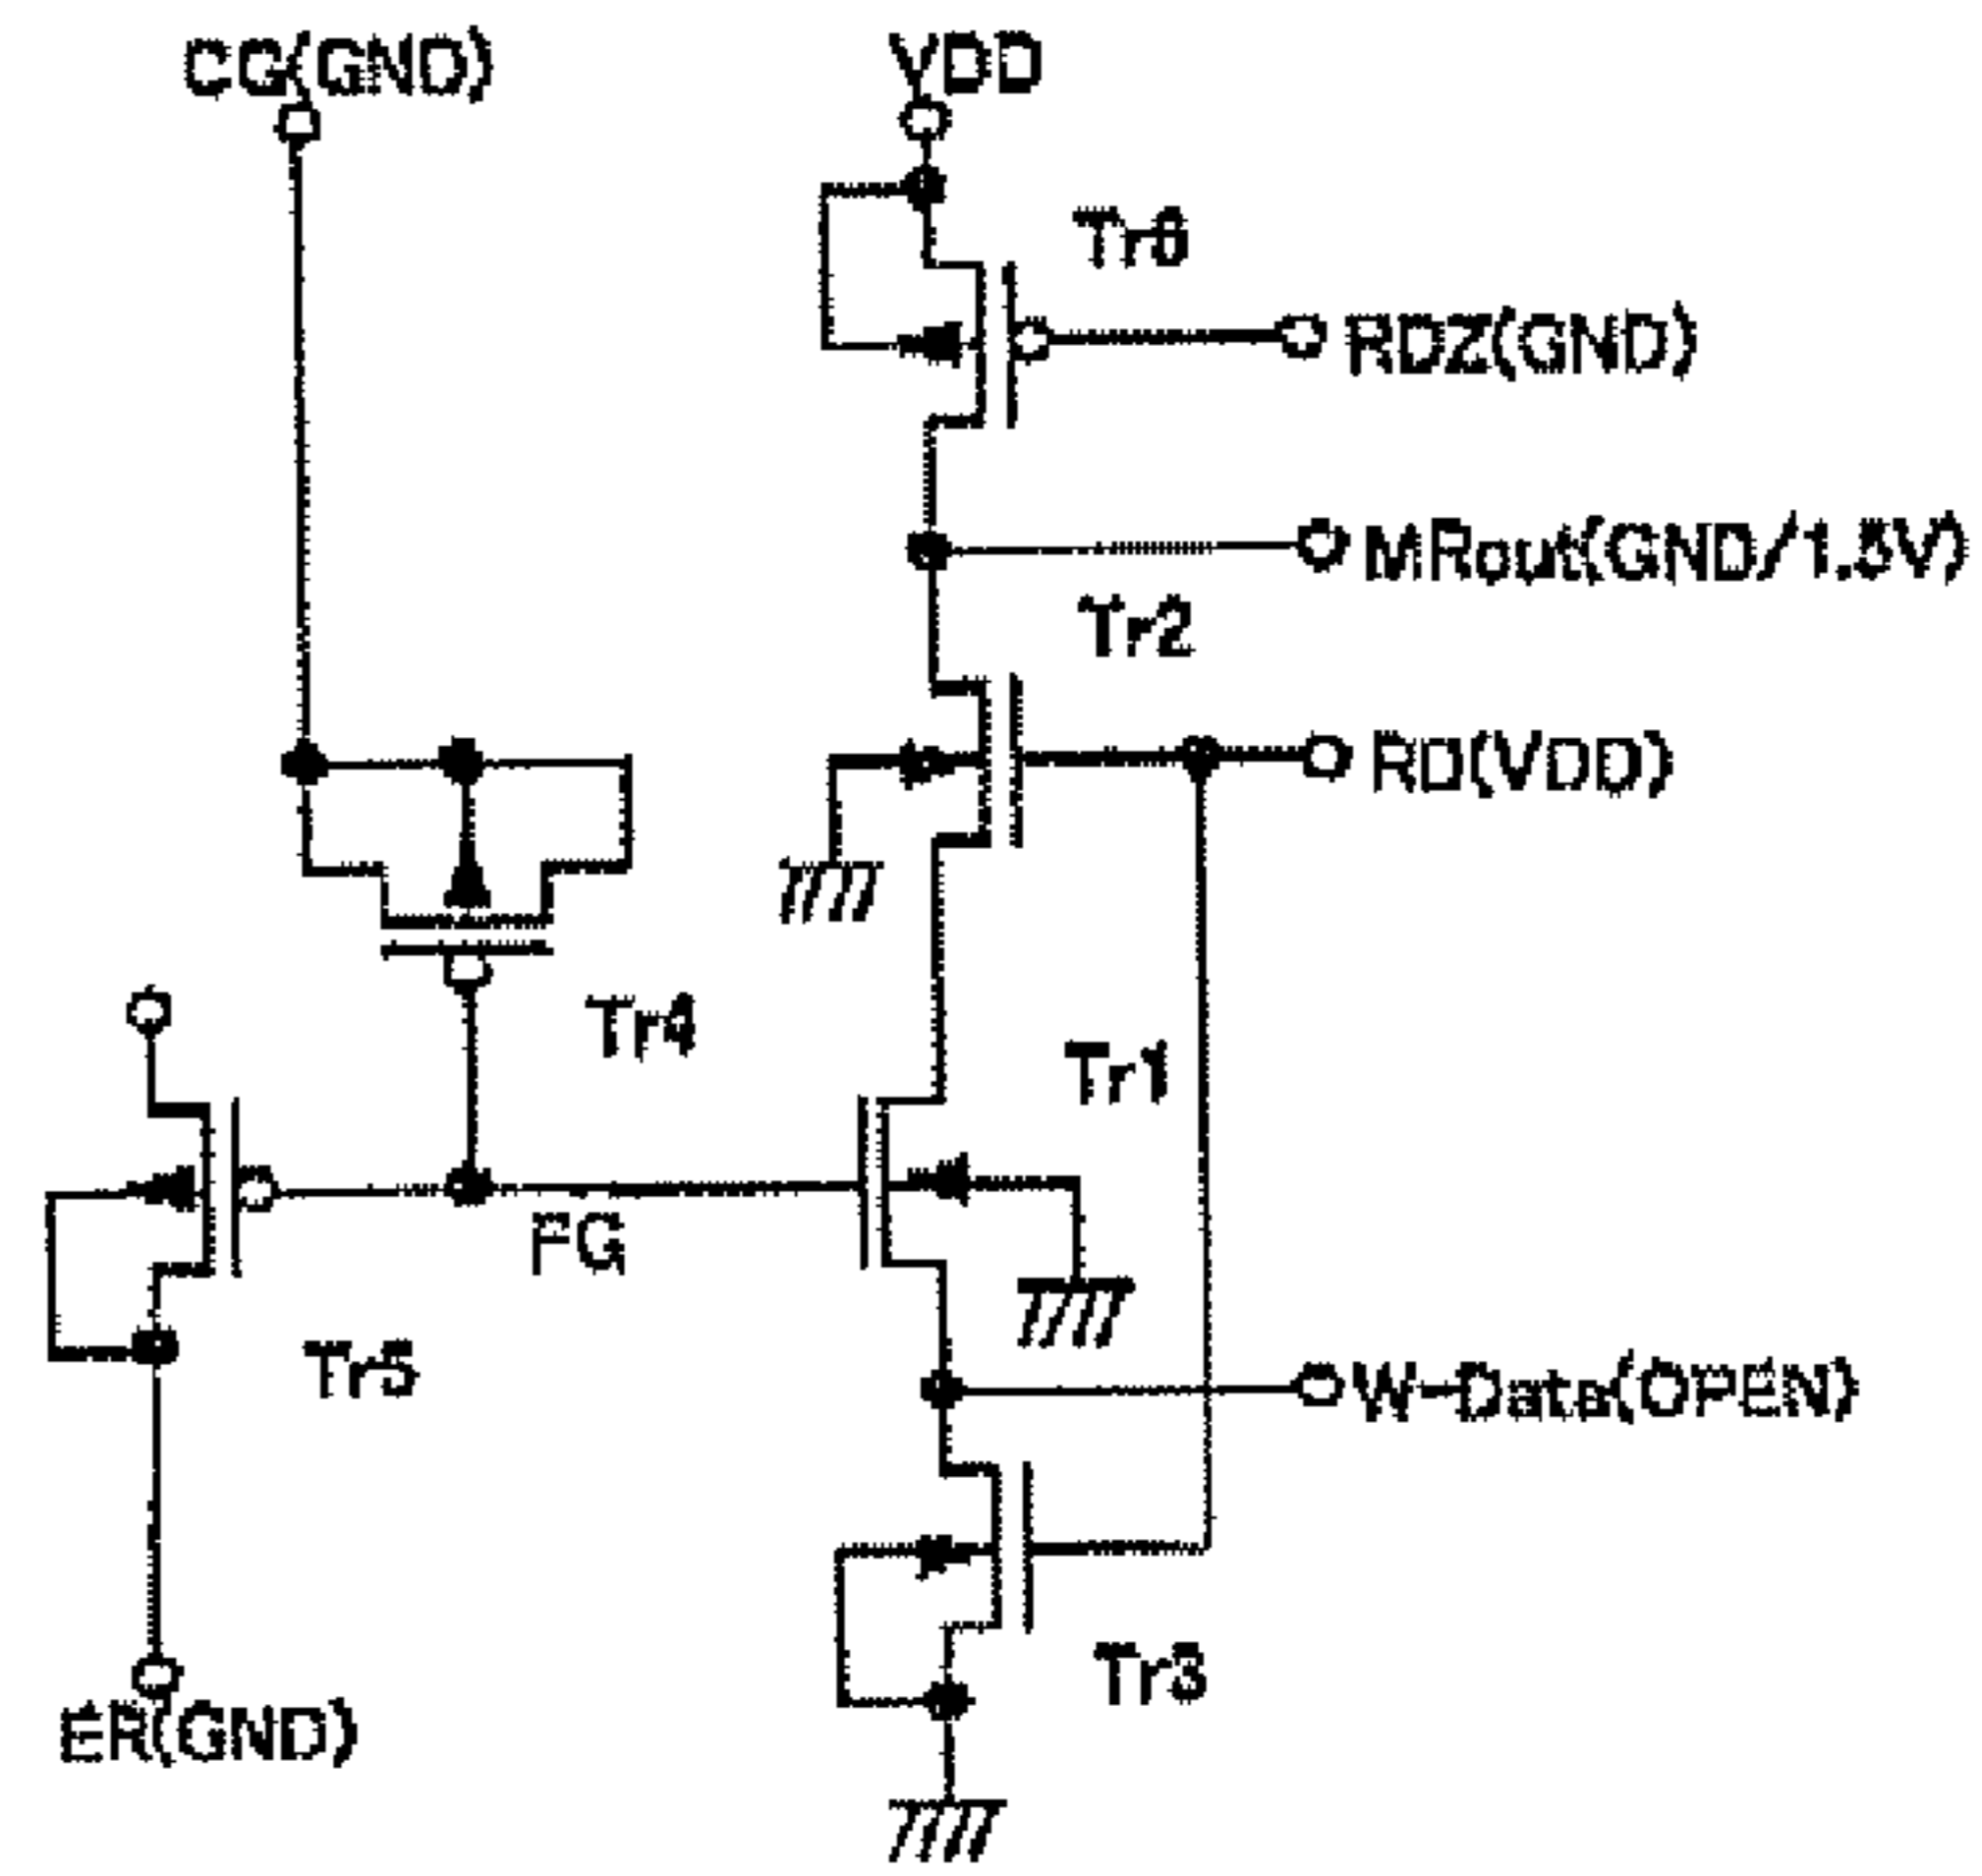 CG(GND)
VDD
Tr6
RDZ(GND)
MRout(GND/1.5V)
Tr2
RD(VDD)
Tr4
Tr1
FG
Tr5
W-Data(OPEN)
Tr3
ER(GND)